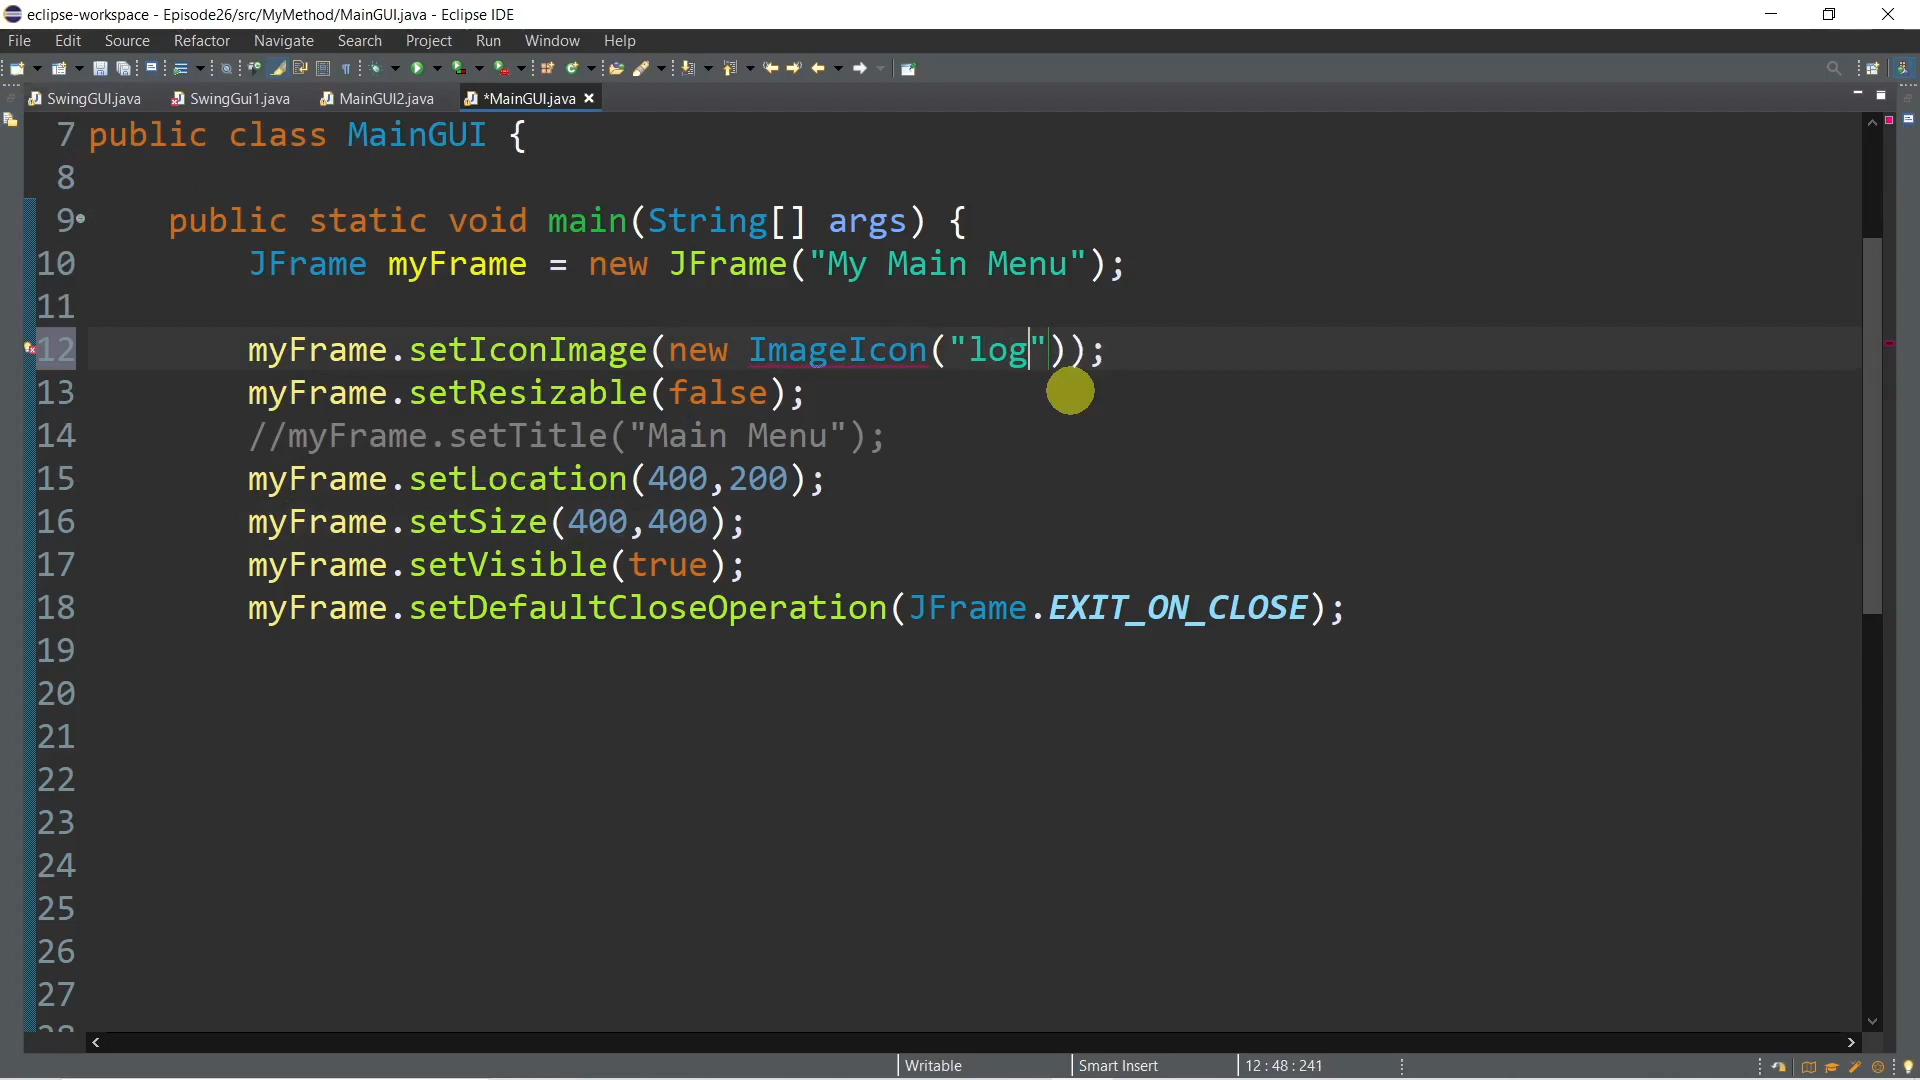 eclipse-workspace - Episode26/src/MyMethod/MainGUI.java - Eclipse IDE
File Edit Source Refactor Navigate Search Project Run Window Help
SwingGUI.java SwingGui1.java MainGUI2.java *MainGUI.java
7 public class MainGUI {
8
9 public static void main(String[] args) {
10 JFrame myFrame = new JFrame("My Main Menu");
11
12 myFrame.setIconImage(new ImageIcon("log"));
13 myFrame.setResizable(false);
14 //myFrame.setTitle("Main Menu");
15 myFrame.setLocation(400,200);
16 myFrame.setSize(400,400);
17 myFrame.setVisible(true);
18 myFrame.setDefaultCloseOperation(JFrame.EXIT_ON_CLOSE);
19
20
21
22
23
24
25
26
27
Writable Smart Insert 12 : 48 : 241